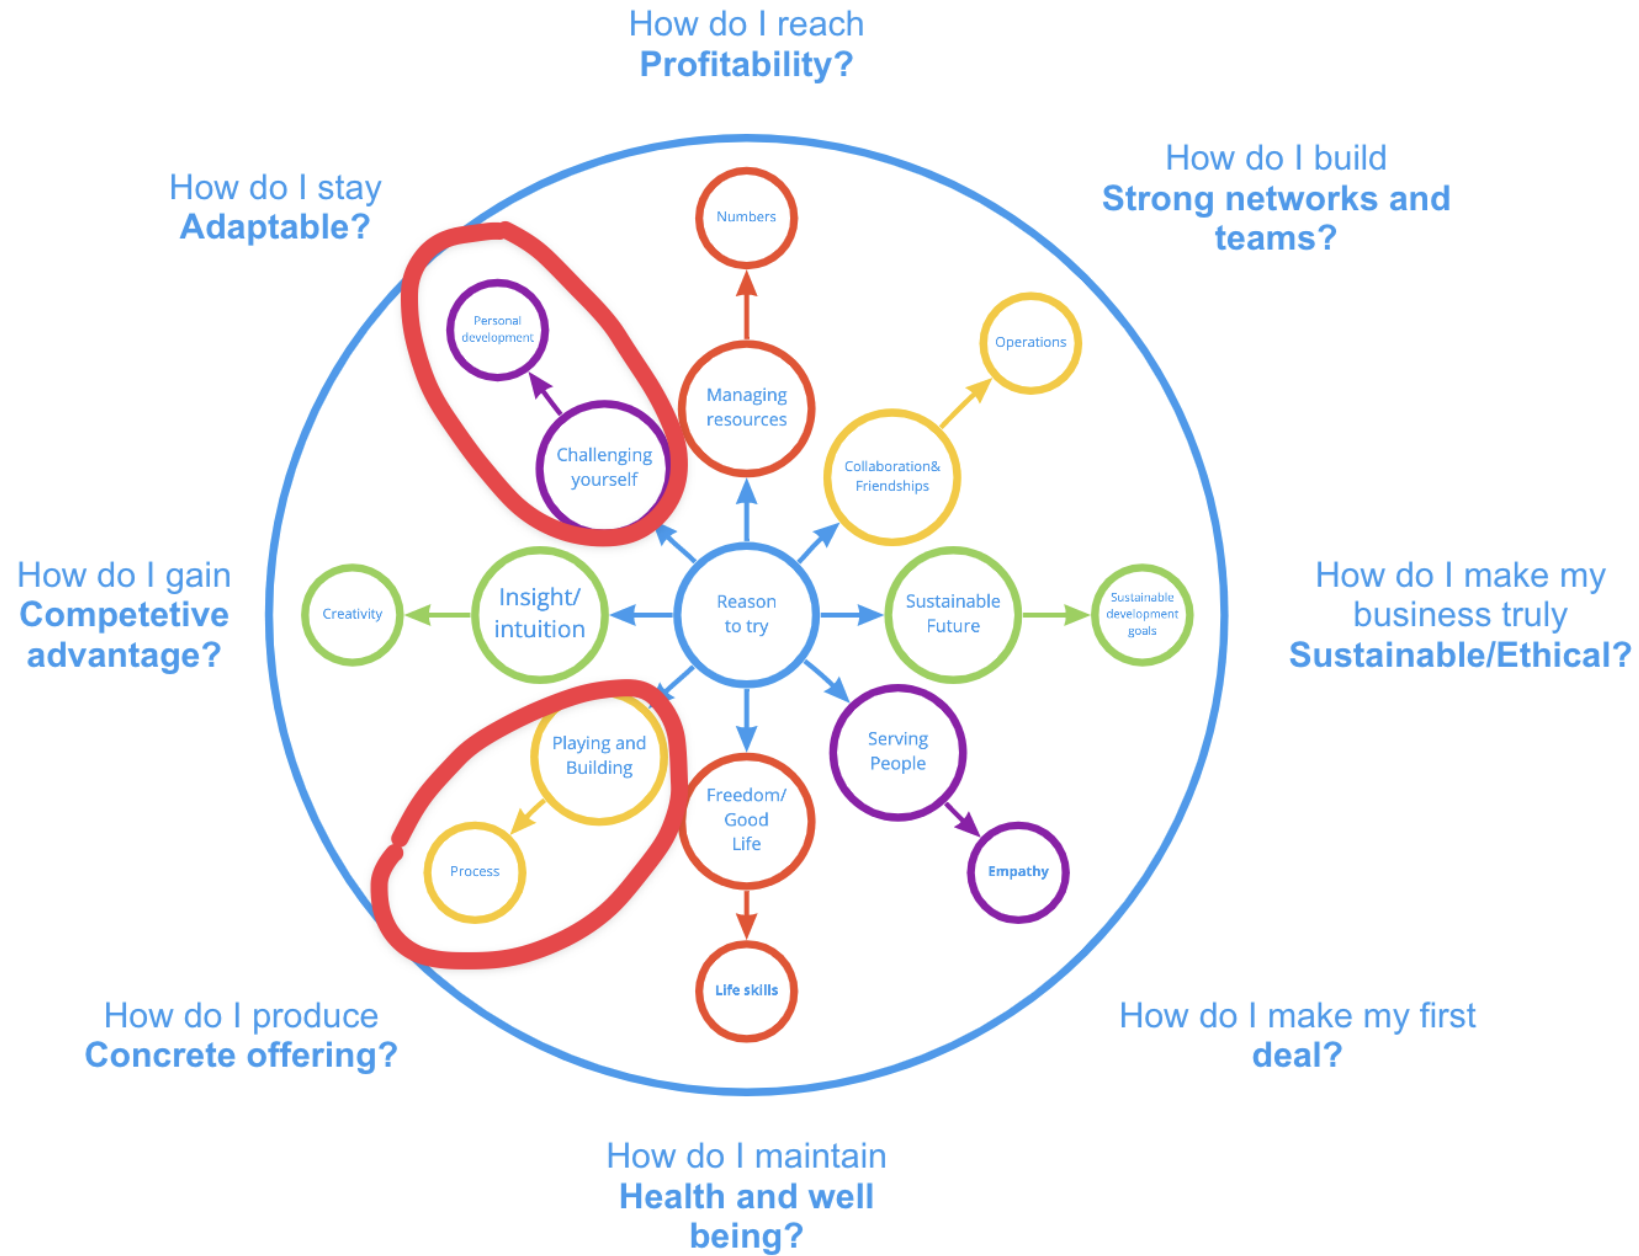 How do I reach
Profitability?
How do I build
Strong networks and
teams?
How do I stay
Adaptable?
Numbers
Personal
development
Operations
Managing
resources
Challenging
yourself
Collaboration&
Friendships
How do I gain
Competetive
advantage?
Creativity
Insight/
intuition
Reason
to try
Sustainable
Future
Sustainable
development
goals
How do I make my
business truly
Sustainable/Ethical?
Playing and
Building
Serving
People
Freedom/
Good
Life
Process
Empathy
Life skills
How do I produce
Concrete offering?
How do I make my first
deal?
How do I maintain
Health and well
being?